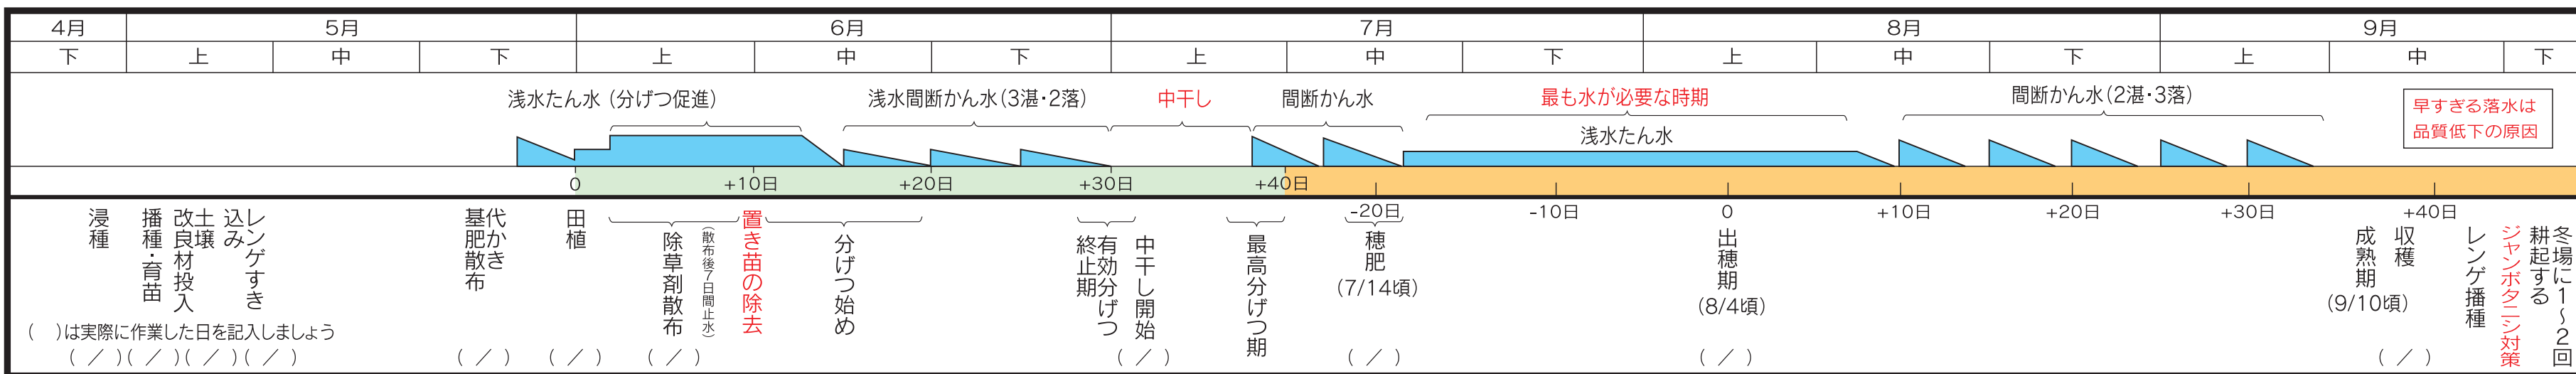 4月 5月 6月 7月 8月 9月
下 上 中 下 上 中 下 上 中 下 上 中 下 上 中 下
浅水たん水(分げつ促進)
浅水間断かん水(3湛・2落)
中干し
間断かん水
最も水が必要な時期
浅水たん水
間断かん水(2湛・3落)
早すぎる落水は
品質低下の原因
0 +10日 +20日 +30日 +40日
-20日 -10日 0 +10日 +20日 +30日 +40日
浸種
播種・育苗
土壌
改良材投入
レンゲすき
込み
代かき
基肥散布
田植
除草剤散布
(散布後7日間止水)
置き苗の除去
分げつ始め
有効分げつ
終止期
中干し開始
最高分げつ期
穂肥
(7/14頃)
出穂期
(8/4頃)
成熟期
(9/10頃)
収穫
レンゲ播種
ジャンボタニシ対策
冬場に1〜2回
耕起する
( )は実際に作業した日を記入しましょう
( / )( / )( / )( / ) ( / ) ( / ) ( / ) ( / ) ( / ) ( / ) ( / )